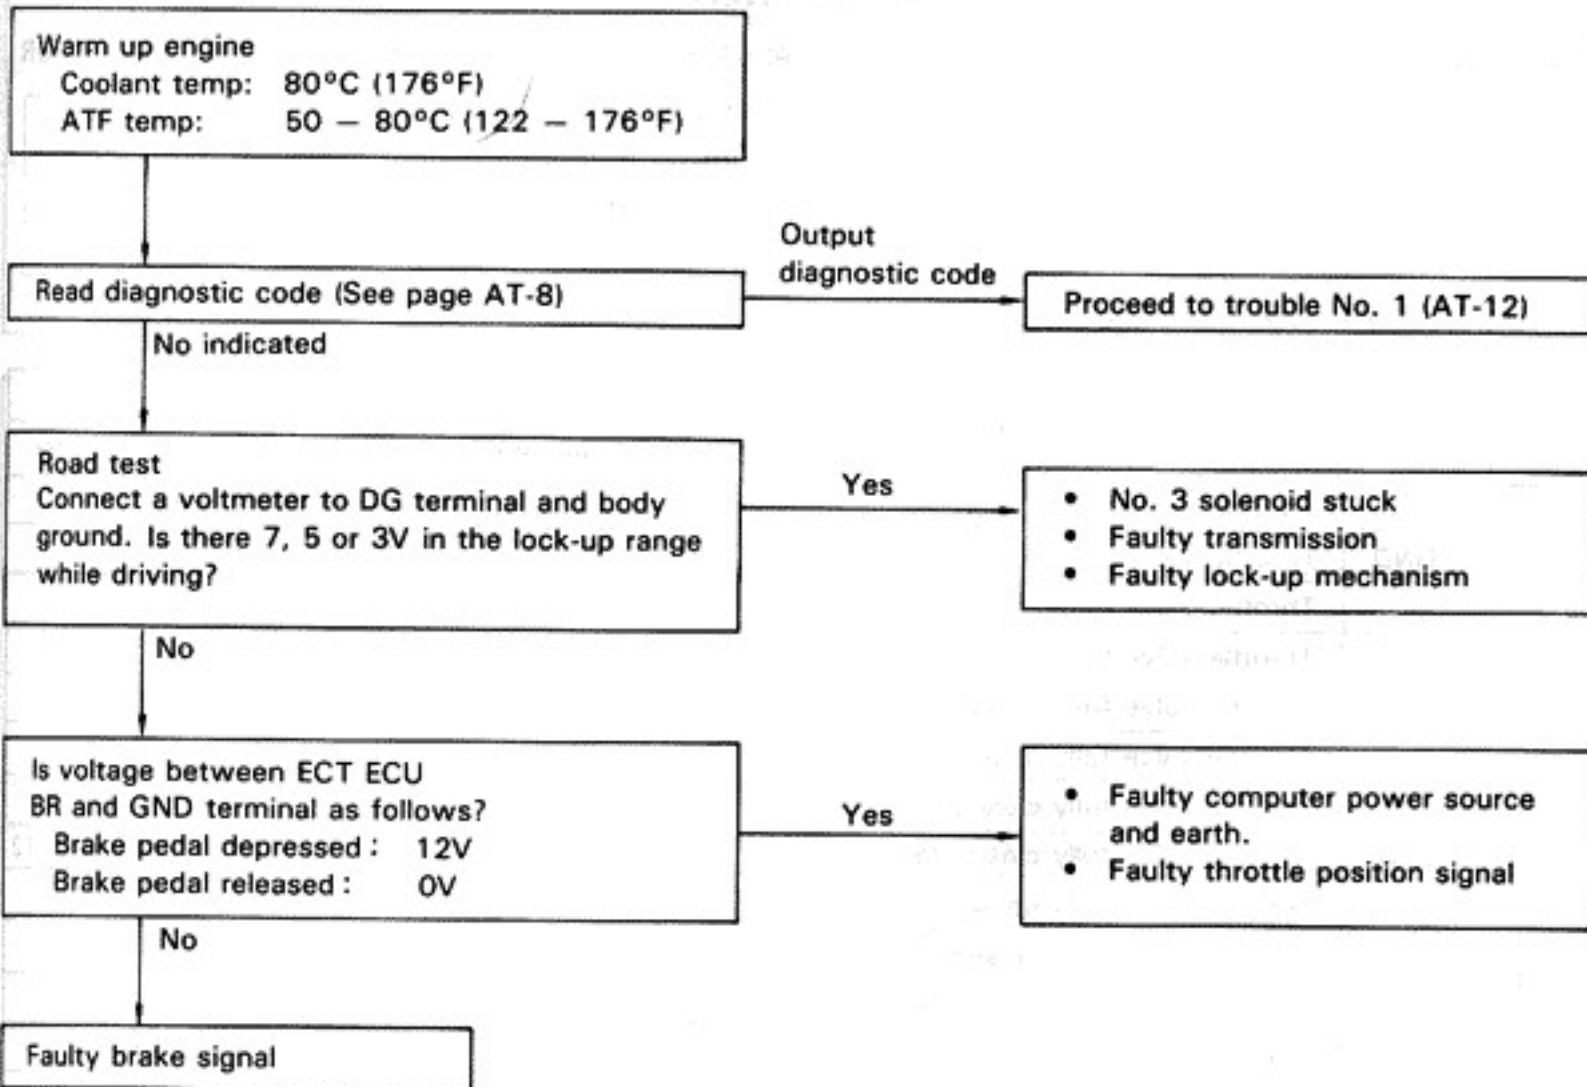 Warm up engine
Coolant temp: 80°C (176°F)
ATF temp: 50 – 80°C (122 – 176°F)
Output
diagnostic code
Read diagnostic code (See page AT-8)
Proceed to trouble No. 1 (AT-12)
No indicated
Road test
Connect a voltmeter to DG terminal and body
ground. Is there 7, 5 or 3V in the lock-up range
while driving?
Yes
• No. 3 solenoid stuck
• Faulty transmission
• Faulty lock-up mechanism
No
Is voltage between ECT ECU
BR and GND terminal as follows?
Brake pedal depressed : 12V
Brake pedal released : 0V
Yes
• Faulty computer power source
and earth.
• Faulty throttle position signal
No
Faulty brake signal